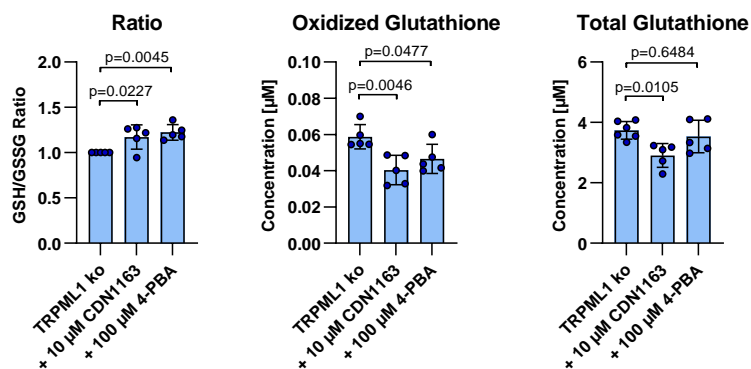 Ratio
p=0.0045
p=0.0227
GSH/GSSG Ratio
2.0
1.5
1.0
0.5
0.0
TRPML1 ko
+ 10 µM CDN1163
+ 100 µM 4-PBA
Oxidized Glutathione
p=0.0477
p=0.0046
Concentration [µM]
0.10
0.08
0.06
0.04
0.02
0.00
TRPML1 ko
+ 10 µM CDN1163
+ 100 µM 4-PBA
Total Glutathione
p=0.6484
p=0.0105
Concentration [µM]
6
4
2
0
TRPML1 ko
+ 10 µM CDN1163
+ 100 µM 4-PBA